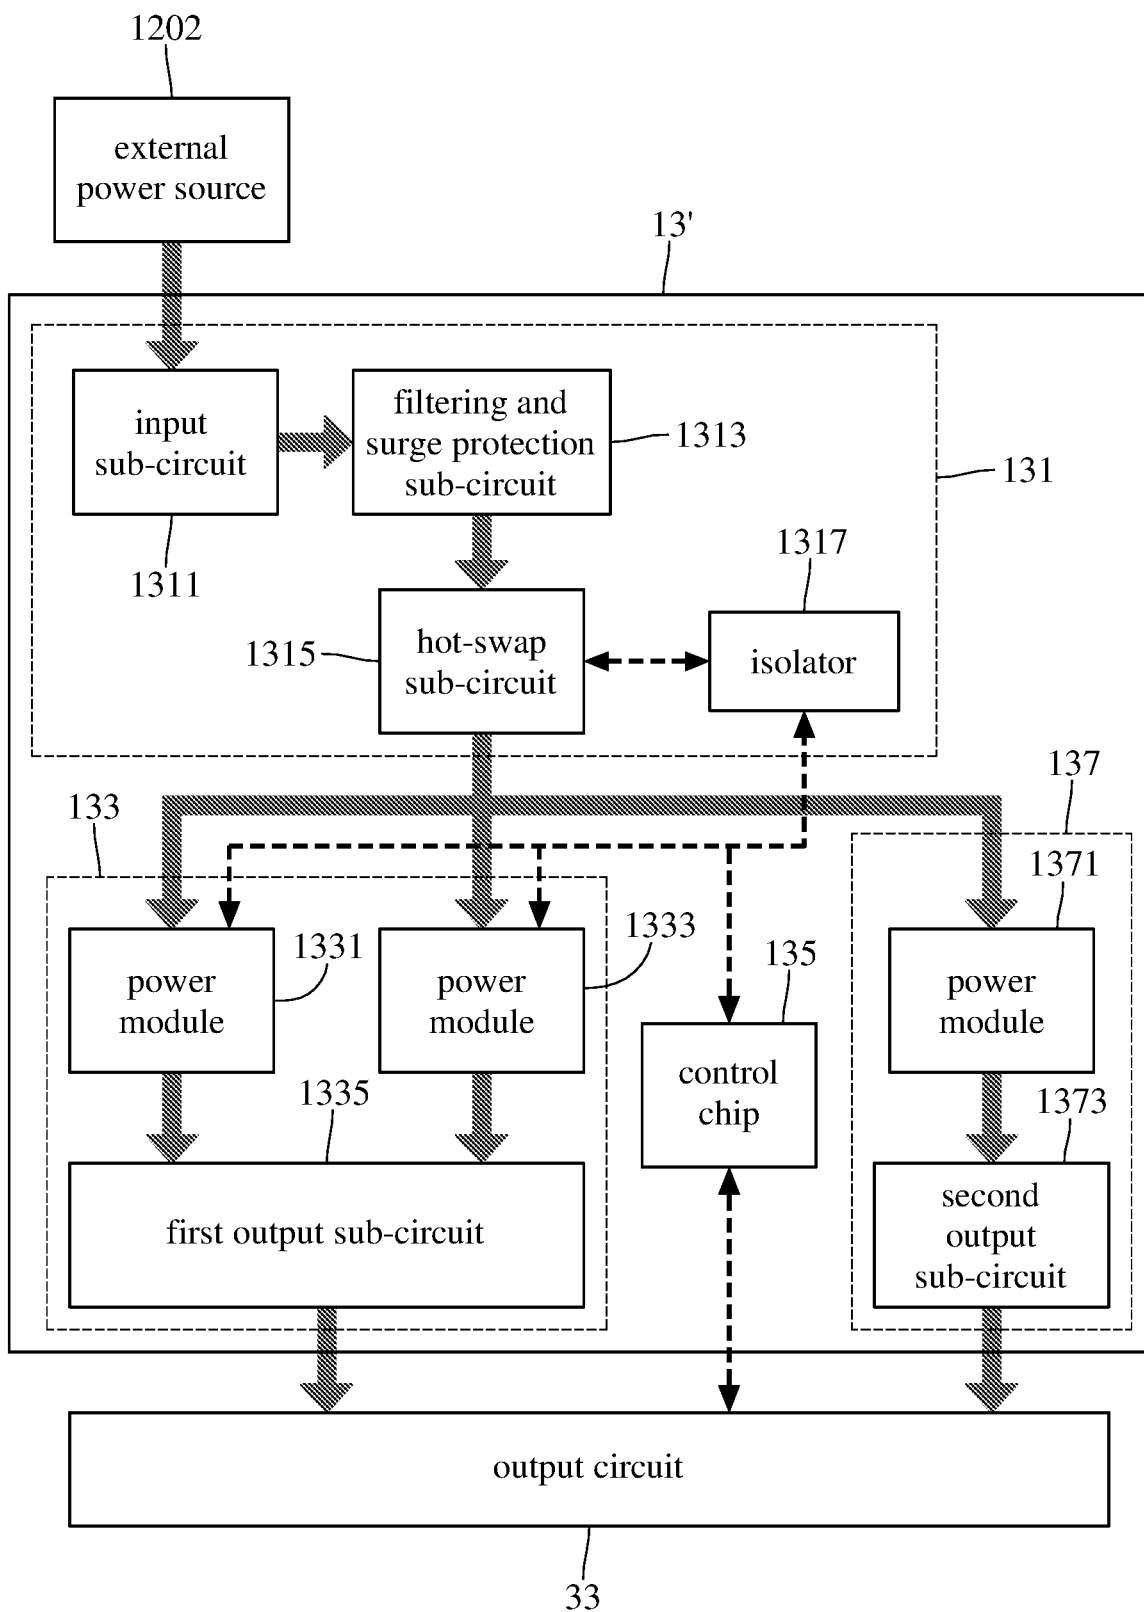 1202
external
power source
13'
input
sub-circuit
1311
filtering and
surge protection
sub-circuit
1313
131
1317
1315
hot-swap
sub-circuit
isolator
137
133
1371
1331
1333
135
power
module
power
module
power
module
control
chip
1335
1373
first output sub-circuit
second
output
sub-circuit
output circuit
33